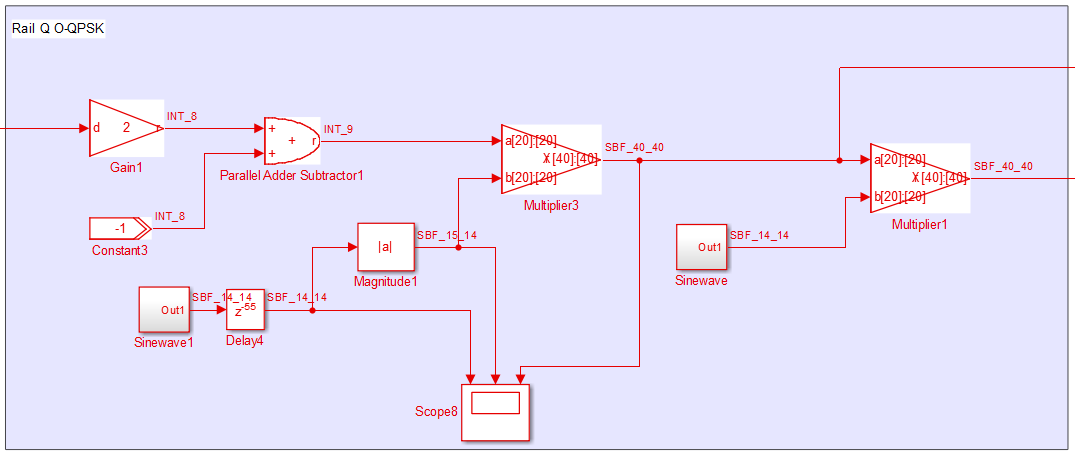 Rail Q O-QPSK
d 2 r
INT_8
Gain1
+
+
+
r
INT_9
Parallel Adder Subtractor1
-1
INT_8
Constant3
a[20]:[20]
b[20]:[20]
X [40]:[40]
SBF_40_40
Multiplier3
a[20]:[20]
b[20]:[20]
X [40]:[40]
SBF_40_40
Multiplier1
|a|
SBF_15_14
Magnitude1
Out1
SBF_14_14
Sinewave
Out1
SBF_14_14
Sinewave1
z-55
SBF_14_14
Delay4
Scope8